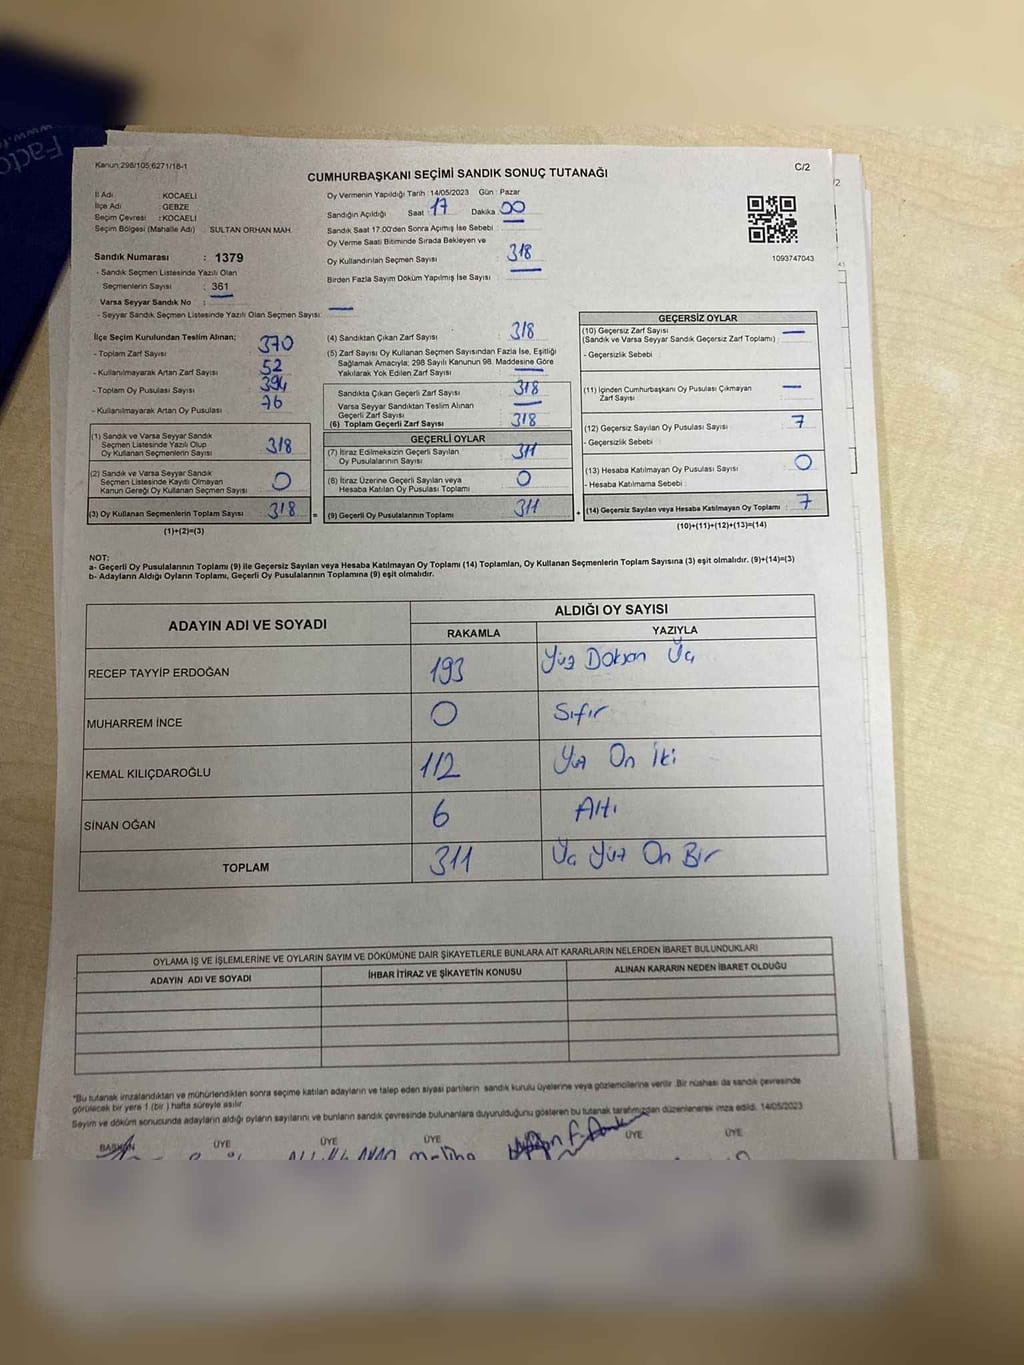 Kanun:298/105;6271/18-1
C/2
CUMHURBAŞKANI SEÇİMİ SANDIK SONUÇ TUTANAĞI
İl Adı : KOCAELİ
İlçe Adı : GEBZE
Seçim Çevresi : KOCAELİ
Seçim Bölgesi (Mahalle Adı) : SULTAN ORHAN MAH.
Sandık Numarası : 1379
- Sandık Seçmen Listesinde Yazılı Olan
Seçmenlerin Sayısı : 361
Varsa Seyyar Sandık No :
- Seyyar Sandık Seçmen Listesinde Yazılı Olan Seçmen Sayısı: —
Oy Vermenin Yapıldığı Tarih : 14/05/2023 Gün : Pazar
Sandığın Açıldığı Saat 17 Dakika 00
Sandık Saat 17.00'den Sonra Açımış İse Sebebi :
Oy Verme Saati Bitiminde Sırada Bekleyen ve
Oy Kullandırılan Seçmen Sayısı : 318
Birden Fazla Sayım Döküm Yapılmış İse Sayısı : —
1093747043
İlçe Seçim Kurulundan Teslim Alınan;
- Toplam Zarf Sayısı : 370
- Kullanılmayarak Artan Zarf Sayısı : 52
- Toplam Oy Pusulası Sayısı : 394
- Kullanılmayarak Artan Oy Pusulası : 76
(1) Sandık ve Varsa Seyyar Sandık
Seçmen Listesinde Yazılı Olup
Oy Kullanan Seçmenlerin Sayısı : 318
(2) Sandık ve Varsa Seyyar Sandık
Seçmen Listesinde Kayıtlı Olmayan
Kanun Gereği Oy Kullanan Seçmen Sayısı : 0
(3) Oy Kullanan Seçmenlerin Toplam Sayısı : 318
(1)+(2)=(3)
(4) Sandıktan Çıkan Zarf Sayısı : 318
(5) Zarf Sayısı Oy Kullanan Seçmen Sayısından Fazla İse, Eşitliği
Sağlamak Amacıyla; 298 Sayılı Kanunun 98. Maddesine Göre
Yakılarak Yok Edilen Zarf Sayısı : —
Sandıkta Çıkan Geçerli Zarf Sayısı : 318
Varsa Seyyar Sandıktan Teslim Alınan
Geçerli Zarf Sayısı : —
(6) Toplam Geçerli Zarf Sayısı : 318
GEÇERLİ OYLAR
(7) İtiraz Edilmeksizin Geçerli Sayılan
Oy Pusulalarının Sayısı : 311
(8) İtiraz Üzerine Geçerli Sayılan veya
Hesaba Katılan Oy Pusulası Toplamı : 0
= (9) Geçerli Oy Pusulalarının Toplamı : 311
GEÇERSİZ OYLAR
(10) Geçersiz Zarf Sayısı : —
(Sandık ve Varsa Seyyar Sandık Geçersiz Zarf Toplamı)
- Geçersizlik Sebebi :
(11) İçinden Cumhurbaşkanı Oy Pusulası Çıkmayan
Zarf Sayısı : —
(12) Geçersiz Sayılan Oy Pusulası Sayısı : 7
- Geçersizlik Sebebi :
(13) Hesaba Katılmayan Oy Pusulası Sayısı : 0
- Hesaba Katılmama Sebebi :
+ (14) Geçersiz Sayılan veya Hesaba Katılmayan Oy Toplamı : 7
(10)+(11)+(12)+(13)=(14)
NOT:
a- Geçerli Oy Pusulalarının Toplamı (9) ile Geçersiz Sayılan veya Hesaba Katılmayan Oy Toplamı (14) Toplamları, Oy Kullanan Seçmenlerin Toplam Sayısına (3) eşit olmalıdır. (9)+(14)=(3)
b- Adayların Aldığı Oyların Toplamı, Geçerli Oy Pusulalarının Toplamına (9) eşit olmalıdır.
ADAYIN ADI VE SOYADI ALDIĞI OY SAYISI
RAKAMLA YAZIYLA
RECEP TAYYİP ERDOĞAN 193 Yüz Doksan Üç
MUHARREM İNCE 0 Sıfır
KEMAL KILIÇDAROĞLU 112 Yüz On İki
SİNAN OĞAN 6 Altı
TOPLAM 311 Üç Yüz On Bir
OYLAMA İŞ VE İŞLEMLERİNE VE OYLARIN SAYIM VE DÖKÜMÜNE DAİR ŞİKAYETLERLE BUNLARA AİT KARARLARIN NELERDEN İBARET BULUNDUKLARI
ADAYIN ADI VE SOYADI İHBAR İTİRAZ VE ŞİKAYETİN KONUSU ALINAN KARARIN NEDEN İBARET OLDUĞU
*Bu tutanak imzalandıktan ve mühürlendikten sonra seçime katılan adayların ve talep eden siyasi partilerin sandık kurulu üyelerine veya gözlemcilerine verilir. Bir nüshası da sandık çevresinde
görülecek bir yere 1 (bir) hafta süreyle asılır.
Sayım ve döküm sonucunda adayların aldığı oyların sayılarını ve bunların sandık çevresinde bulunanlara duyurulduğunu gösteren bu tutanak tarafımızdan düzenlenerek imza edildi. 14/05/2023
BAŞKAN ÜYE ÜYE ÜYE ÜYE ÜYE